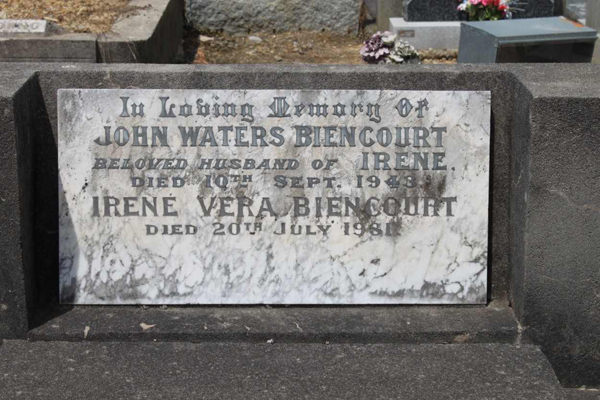 In Loving Memory Of
JOHN WATERS BIENCOURT
BELOVED HUSBAND OF IRENE.
DIED 10TH SEPT. 1943.
IRENE VERA BIENCOURT
DIED 20TH JULY 1981